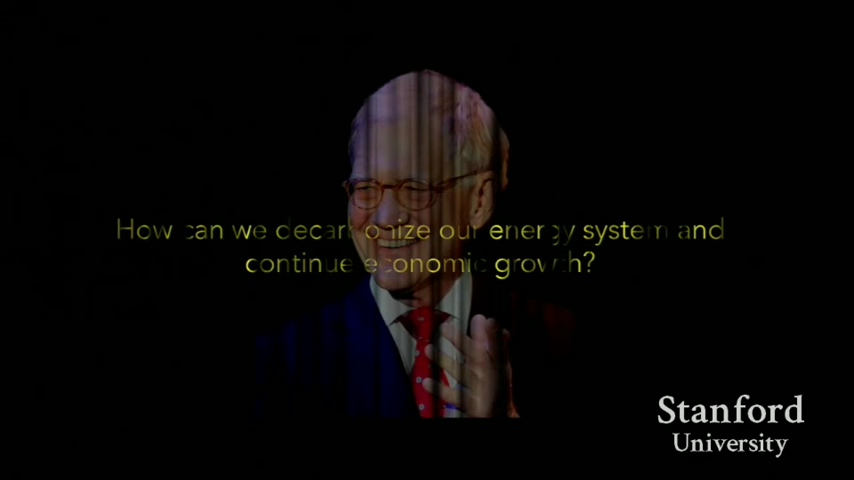 How can we decarbonize our energy system and
continue economic growth?
Stanford
University